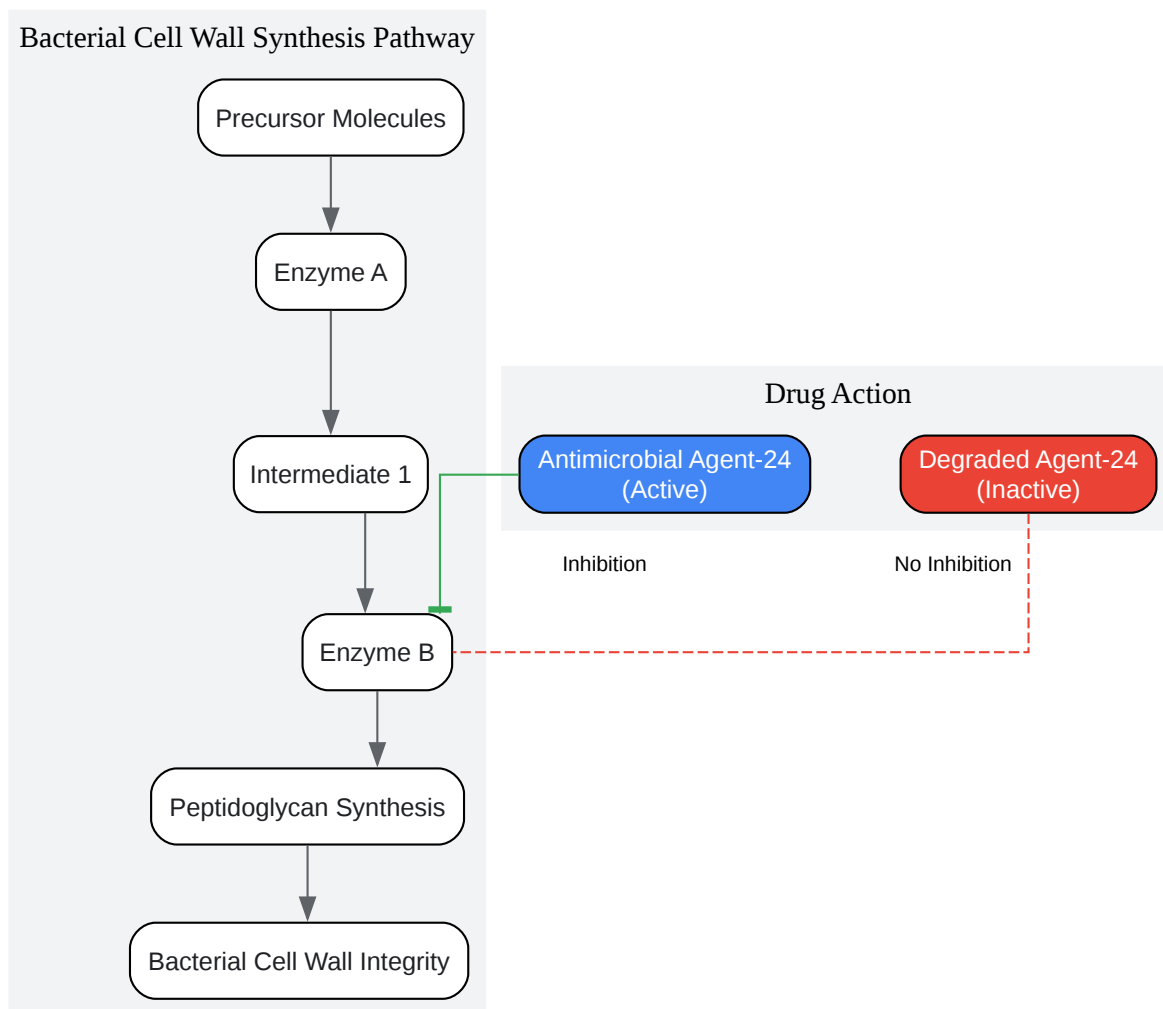 Bacterial Cell Wall Synthesis Pathway
Precursor Molecules
Enzyme A
Intermediate 1
Enzyme B
Peptidoglycan Synthesis
Bacterial Cell Wall Integrity
Drug Action
Antimicrobial Agent-24
(Active)
Degraded Agent-24
(Inactive)
Inhibition
No Inhibition